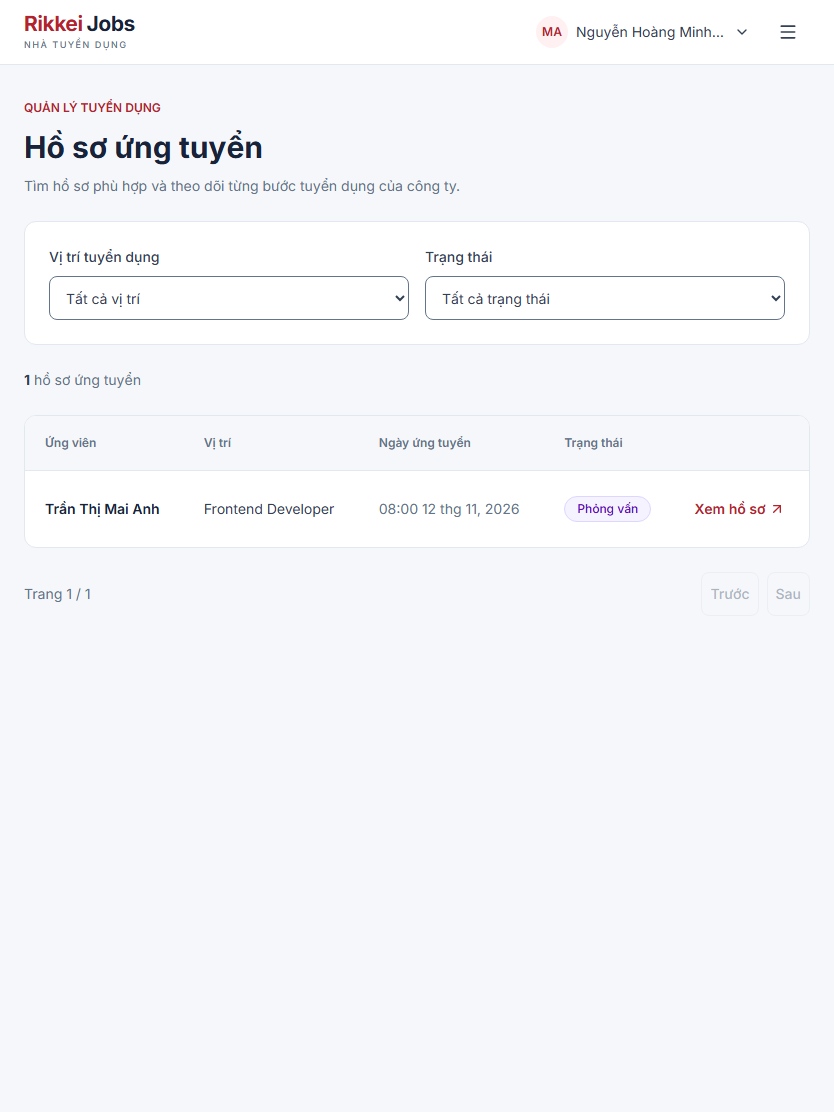 Rikkei Jobs
NHÀ TUYỂN DỤNG
MA Nguyễn Hoàng Minh...
QUẢN LÝ TUYỂN DỤNG
Hồ sơ ứng tuyển
Tìm hồ sơ phù hợp và theo dõi từng bước tuyển dụng của công ty.
Vị trí tuyển dụng
Tất cả vị trí
Trạng thái
Tất cả trạng thái
1 hồ sơ ứng tuyển
Ứng viên Vị trí Ngày ứng tuyển Trạng thái
Trần Thị Mai Anh Frontend Developer 08:00 12 thg 11, 2026 Phỏng vấn Xem hồ sơ
Trang 1 / 1 Trước Sau